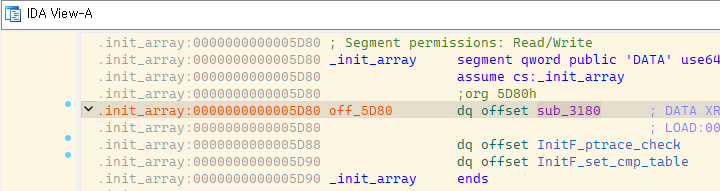 IDA View-A
.init_array:0000000000005D80 ; Segment permissions: Read/Write
.init_array:0000000000005D80 _init_array segment qword public 'DATA' use64
.init_array:0000000000005D80 assume cs:_init_array
.init_array:0000000000005D80 ;org 5D80h
.init_array:0000000000005D80 off_5D80 dq offset sub_3180 ; DATA XR
.init_array:0000000000005D80 ; LOAD:00
.init_array:0000000000005D88 dq offset InitF_ptrace_check
.init_array:0000000000005D90 dq offset InitF_set_cmp_table
.init_array:0000000000005D90 _init_array ends